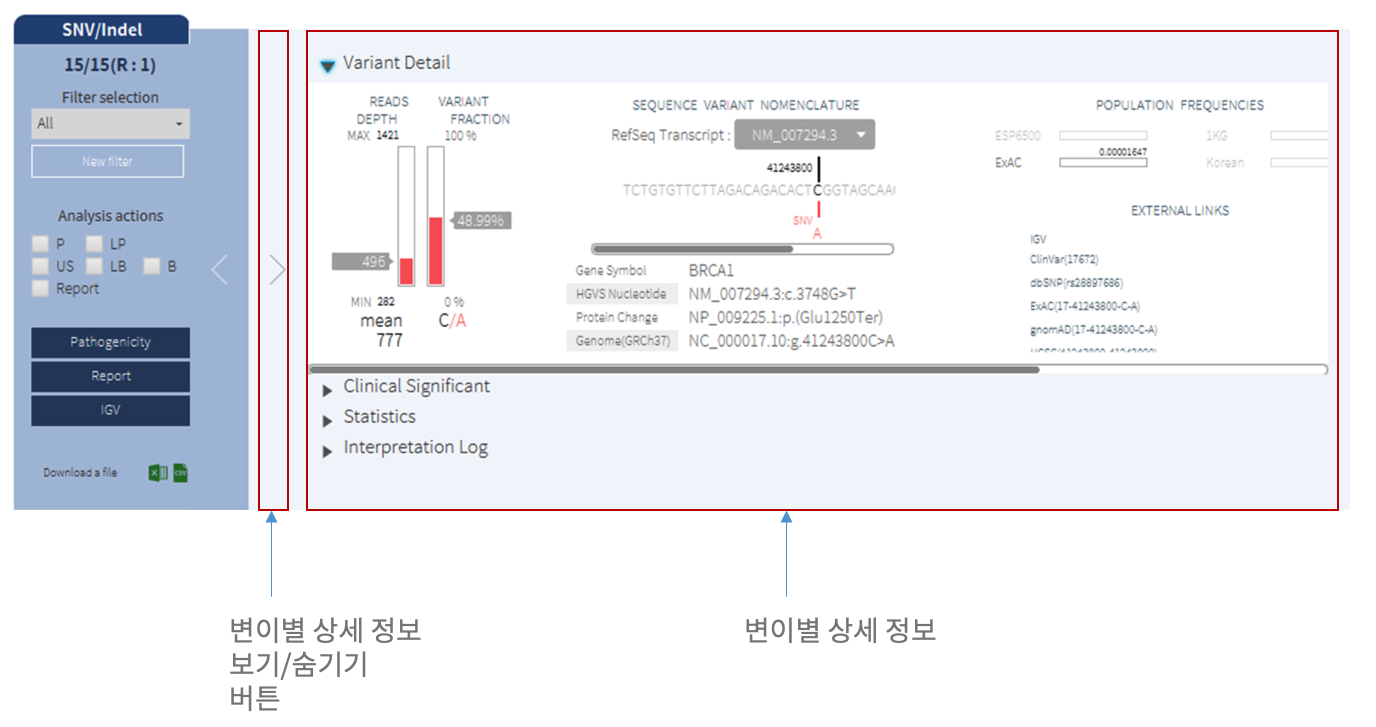 SNV/Indel
15/15(R : 1)
Filter selection
All
New filter
Analysis actions
P LP
US LB B
Report
Pathogenicity
Report
IGV
Download a file
Variant Detail
READS DEPTH
MAX 1421
496
MIN 282
mean
777
VARIANT FRACTION
100 %
48.99%
0 %
C/A
SEQUENCE VARIANT NOMENCLATURE
RefSeq Transcript : NM_007294.3
41243800
TCTGTGTTCTTAGACAGACACTCGGTAGCAA
SNV
A
Gene Symbol BRCA1
HGVS Nucleotide NM_007294.3:c.3748G>T
Protein Change NP_009225.1:p.(Glu1250Ter)
Genome(GRCh37) NC_000017.10:g.41243800C>A
POPULATION FREQUENCIES
ESP6500 1KG
0.00001647
ExAC Korean
EXTERNAL LINKS
IGV
ClinVar(17672)
dbSNP(rs28897686)
ExAC(17-41243800-C-A)
gnomAD(17-41243800-C-A)
Clinical Significant
Statistics
Interpretation Log
변이별 상세 정보
보기/숨기기
버튼
변이별 상세 정보